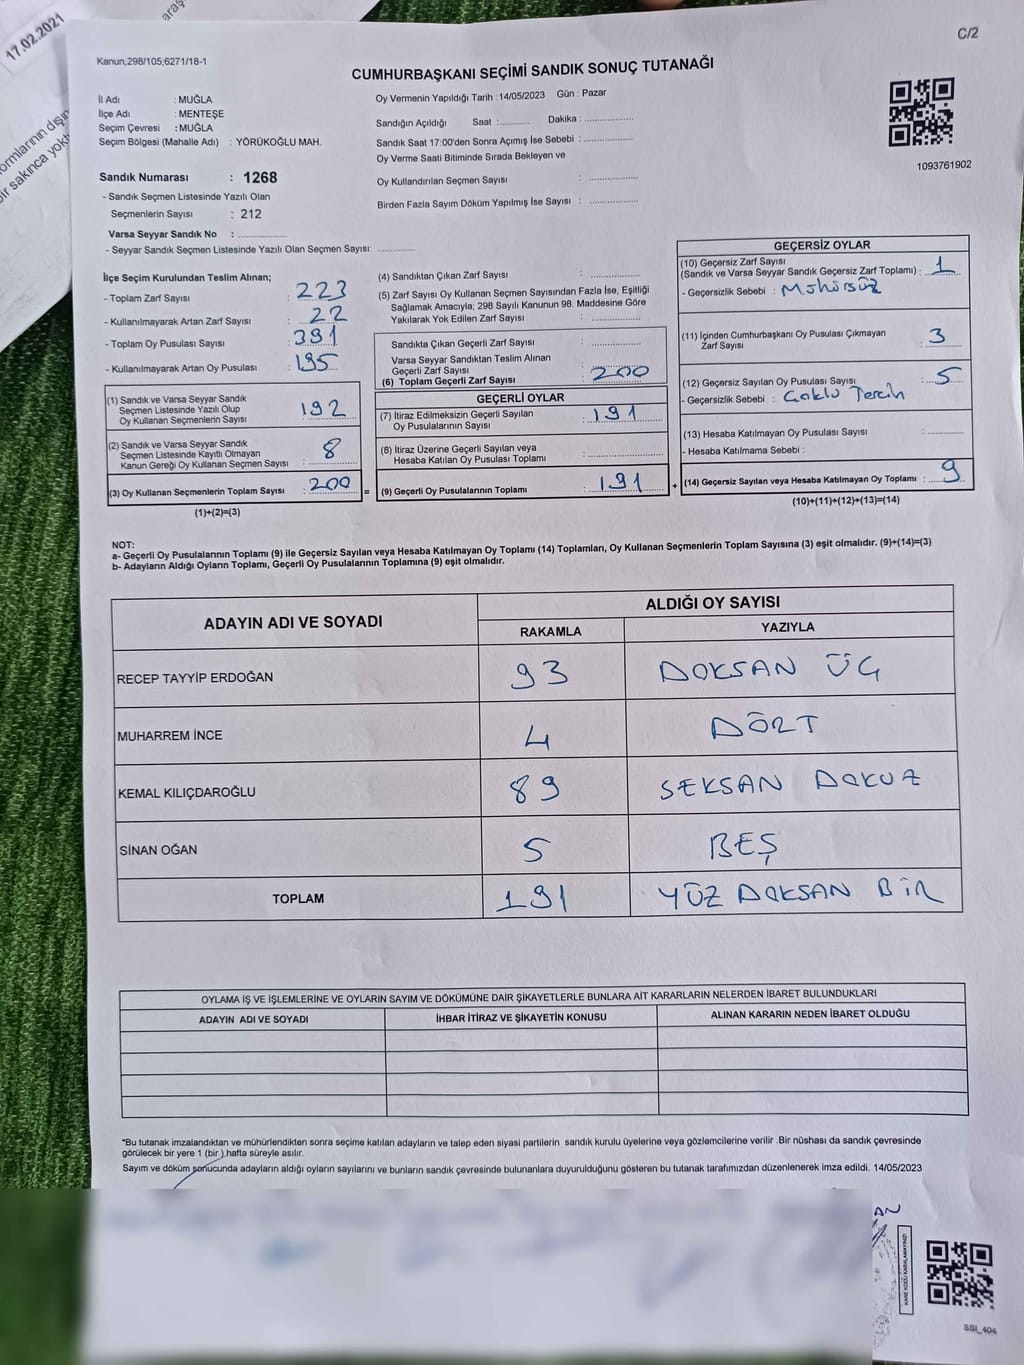 17.02.2021
araş
ormlarının dışın
bir sakınca yokt
C/2
Kanun;298/105;6271/18-1
CUMHURBAŞKANI SEÇİMİ SANDIK SONUÇ TUTANAĞI
İl Adı : MUĞLA
İlçe Adı : MENTEŞE
Seçim Çevresi : MUĞLA
Seçim Bölgesi (Mahalle Adı) : YÖRÜKOĞLU MAH.
Sandık Numarası : 1268
- Sandık Seçmen Listesinde Yazılı Olan
Seçmenlerin Sayısı : 212
Varsa Seyyar Sandık No : ..............
- Seyyar Sandık Seçmen Listesinde Yazılı Olan Seçmen Sayısı: ............
Oy Vermenin Yapıldığı Tarih : 14/05/2023 Gün : Pazar
Sandığın Açıldığı Saat :.......... Dakika : ..............
Sandık Saat 17:00'den Sonra Açımış İse Sebebi : ..............
Oy Verme Saati Bitiminde Sırada Bekleyen ve
Oy Kullandırılan Seçmen Sayısı : ..............
Birden Fazla Sayım Döküm Yapılmış İse Sayısı : ..............
1093761902
İlçe Seçim Kurulundan Teslim Alınan;
- Toplam Zarf Sayısı : 223
- Kullanılmayarak Artan Zarf Sayısı : 22
- Toplam Oy Pusulası Sayısı : 391
- Kullanılmayarak Artan Oy Pusulası : 195
(1) Sandık ve Varsa Seyyar Sandık
Seçmen Listesinde Yazılı Olup
Oy Kullanan Seçmenlerin Sayısı : 192
(2) Sandık ve Varsa Seyyar Sandık
Seçmen Listesinde Kayıtlı Olmayan
Kanun Gereği Oy Kullanan Seçmen Sayısı : 8
(3) Oy Kullanan Seçmenlerin Toplam Sayısı : 200
(1)+(2)=(3)
(4) Sandıktan Çıkan Zarf Sayısı : ..............
(5) Zarf Sayısı Oy Kullanan Seçmen Sayısından Fazla İse, Eşitliği
Sağlamak Amacıyla; 298 Sayılı Kanunun 98. Maddesine Göre
Yakılarak Yok Edilen Zarf Sayısı : ..............
Sandıkta Çıkan Geçerli Zarf Sayısı : ..............
Varsa Seyyar Sandıktan Teslim Alınan
Geçerli Zarf Sayısı : ..............
(6) Toplam Geçerli Zarf Sayısı : 200
GEÇERLİ OYLAR
(7) İtiraz Edilmeksizin Geçerli Sayılan
Oy Pusulalarının Sayısı : 191
(8) İtiraz Üzerine Geçerli Sayılan veya
Hesaba Katılan Oy Pusulası Toplamı : ..............
= (9) Geçerli Oy Pusulalarının Toplamı : 191 +
GEÇERSİZ OYLAR
(10) Geçersiz Zarf Sayısı
(Sandık ve Varsa Seyyar Sandık Geçersiz Zarf Toplamı) : 1
- Geçersizlik Sebebi : Mühürsüz
(11) İçinden Cumhurbaşkanı Oy Pusulası Çıkmayan
Zarf Sayısı : 3
(12) Geçersiz Sayılan Oy Pusulası Sayısı : 5
- Geçersizlik Sebebi : Çoklu Tercih
(13) Hesaba Katılmayan Oy Pusulası Sayısı : ..............
- Hesaba Katılmama Sebebi :
(14) Geçersiz Sayılan veya Hesaba Katılmayan Oy Toplamı : 9
(10)+(11)+(12)+(13)=(14)
NOT:
a- Geçerli Oy Pusulalarının Toplamı (9) ile Geçersiz Sayılan veya Hesaba Katılmayan Oy Toplamı (14) Toplamları, Oy Kullanan Seçmenlerin Toplam Sayısına (3) eşit olmalıdır. (9)+(14)=(3)
b- Adayların Aldığı Oyların Toplamı, Geçerli Oy Pusulalarının Toplamına (9) eşit olmalıdır.
ADAYIN ADI VE SOYADI ALDIĞI OY SAYISI
RAKAMLA YAZIYLA
RECEP TAYYİP ERDOĞAN 93 DOKSAN ÜÇ
MUHARREM İNCE 4 DÖRT
KEMAL KILIÇDAROĞLU 89 SEKSAN DOKUZ
SİNAN OĞAN 5 BEŞ
TOPLAM 191 YÜZ DOKSAN BİR
OYLAMA İŞ VE İŞLEMLERİNE VE OYLARIN SAYIM VE DÖKÜMÜNE DAİR ŞİKAYETLERLE BUNLARA AİT KARARLARIN NELERDEN İBARET BULUNDUKLARI
ADAYIN ADI VE SOYADI İHBAR İTİRAZ VE ŞİKAYETİN KONUSU ALINAN KARARIN NEDEN İBARET OLDUĞU
"Bu tutanak imzalandıktan ve mühürlendikten sonra seçime katılan adayların ve talep eden siyasi partilerin sandık kurulu üyelerine veya gözlemcilerine verilir .Bir nüshası da sandık çevresinde
görülecek bir yere 1 (bir ) hafta süreyle asılır.
Sayım ve döküm sonucunda adayların aldığı oyların sayılarını ve bunların sandık çevresinde bulunanlara duyurulduğunu gösteren bu tutanak tarafımızdan düzenlenerek imza edildi. 14/05/2023
AN
KARE KODU KARALAMAYINIZ!
SSI_404